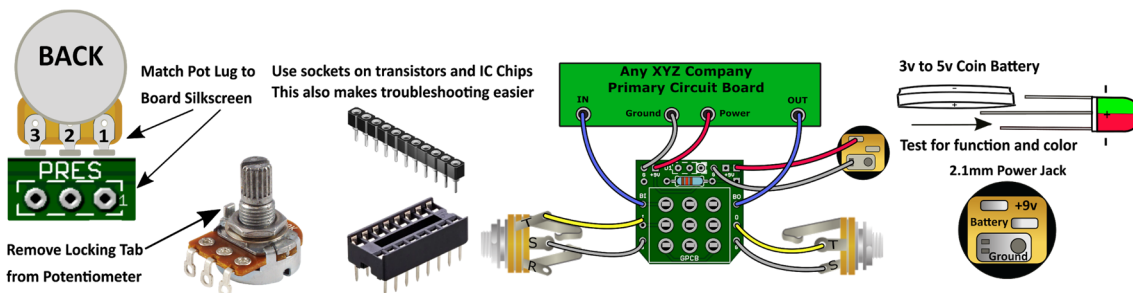 BACK
3 2 1
PRES
1
Match Pot Lug to
Board Silkscreen
Remove Locking Tab
from Potentiometer
Use sockets on transistors and IC Chips
This also makes troubleshooting easier
Any XYZ Company
Primary Circuit Board
IN
OUT
Ground
Power
+9v
BI
BO
GPCB
T
S
R
T
S
3v to 5v Coin Battery
-
+
-
+
Test for function and color
2.1mm Power Jack
+9v
Battery
Ground